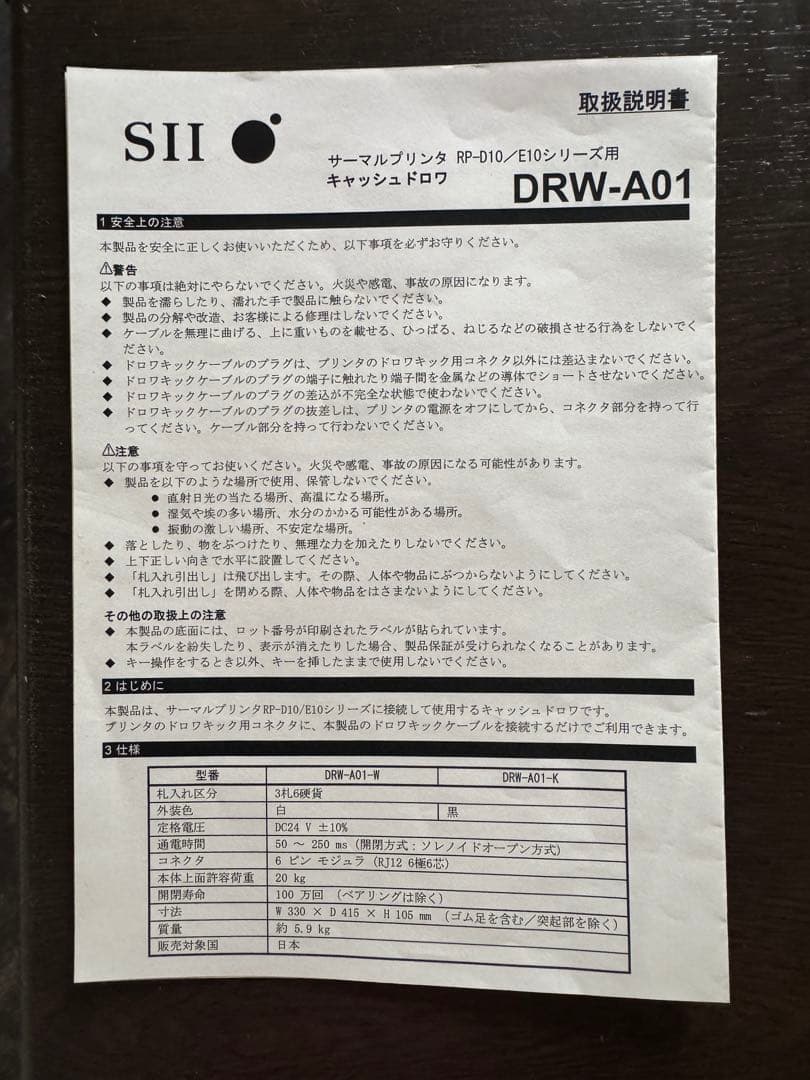 取扱説明書
SII
サーマルプリンタ RP-D10／E10シリーズ用
キャッシュドロワ
DRW-A01
1 安全上の注意
本製品を安全に正しくお使いいただくため、以下事項を必ずお守りください。
⚠警告
以下の事項は絶対にやらないでください。火災や感電、事故の原因になります。
◆ 製品を濡らしたり、濡れた手で製品に触らないでください。
◆ 製品の分解や改造、お客様による修理はしないでください。
◆ ケーブルを無理に曲げる、上に重いものを載せる、ひっぱる、ねじるなどの破損させる行為をしないでく
ださい。
◆ ドロワキックケーブルのプラグは、プリンタのドロワキック用コネクタ以外には差込まないでください。
◆ ドロワキックケーブルのプラグの端子に触れたり端子間を金属などの導体でショートさせないでください。
◆ ドロワキックケーブルのプラグの差込が不完全な状態で使わないでください。
◆ ドロワキックケーブルのプラグの抜差しは、プリンタの電源をオフにしてから、コネクタ部分を持って行
ってください。ケーブル部分を持って行わないでください。
⚠注意
以下の事項を守ってお使いください。火災や感電、事故の原因になる可能性があります。
◆ 製品を以下のような場所で使用、保管しないでください。
● 直射日光の当たる場所、高温になる場所。
● 湿気や埃の多い場所、水分のかかる可能性がある場所。
● 振動の激しい場所、不安定な場所。
◆ 落としたり、物をぶつけたり、無理な力を加えたりしないでください。
◆ 上下正しい向きで水平に設置してください。
◆ 「札入れ引出し」は飛び出します。その際、人体や物品にぶつからないようにしてください。
◆ 「札入れ引出し」を閉める際、人体や物品をはさまないようにしてください。
その他の取扱上の注意
◆ 本製品の底面には、ロット番号が印刷されたラベルが貼られています。
本ラベルを紛失したり、表示が消えたりした場合、製品保証が受けられなくなることがあります。
◆ キー操作をするとき以外、キーを挿したままで使用しないでください。
2 はじめに
本製品は、サーマルプリンタRP-D10/E10シリーズに接続して使用するキャッシュドロワです。
プリンタのドロワキック用コネクタに、本製品のドロワキックケーブルを接続するだけでご利用できます。
3 仕様
型番 DRW-A01-W DRW-A01-K
札入れ区分 3札6硬貨
外装色 白 黒
定格電圧 DC24 V ±10%
通電時間 50 ～ 250 ms（開閉方式：ソレノイドオープン方式）
コネクタ 6 ピン モジュラ（RJ12 6極6芯）
本体上面許容荷重 20 kg
開閉寿命 100 万回 （ベアリングは除く）
寸法 W 330 × D 415 × H 105 mm （ゴム足を含む／突起部を除く）
質量 約 5.9 kg
販売対象国 日本